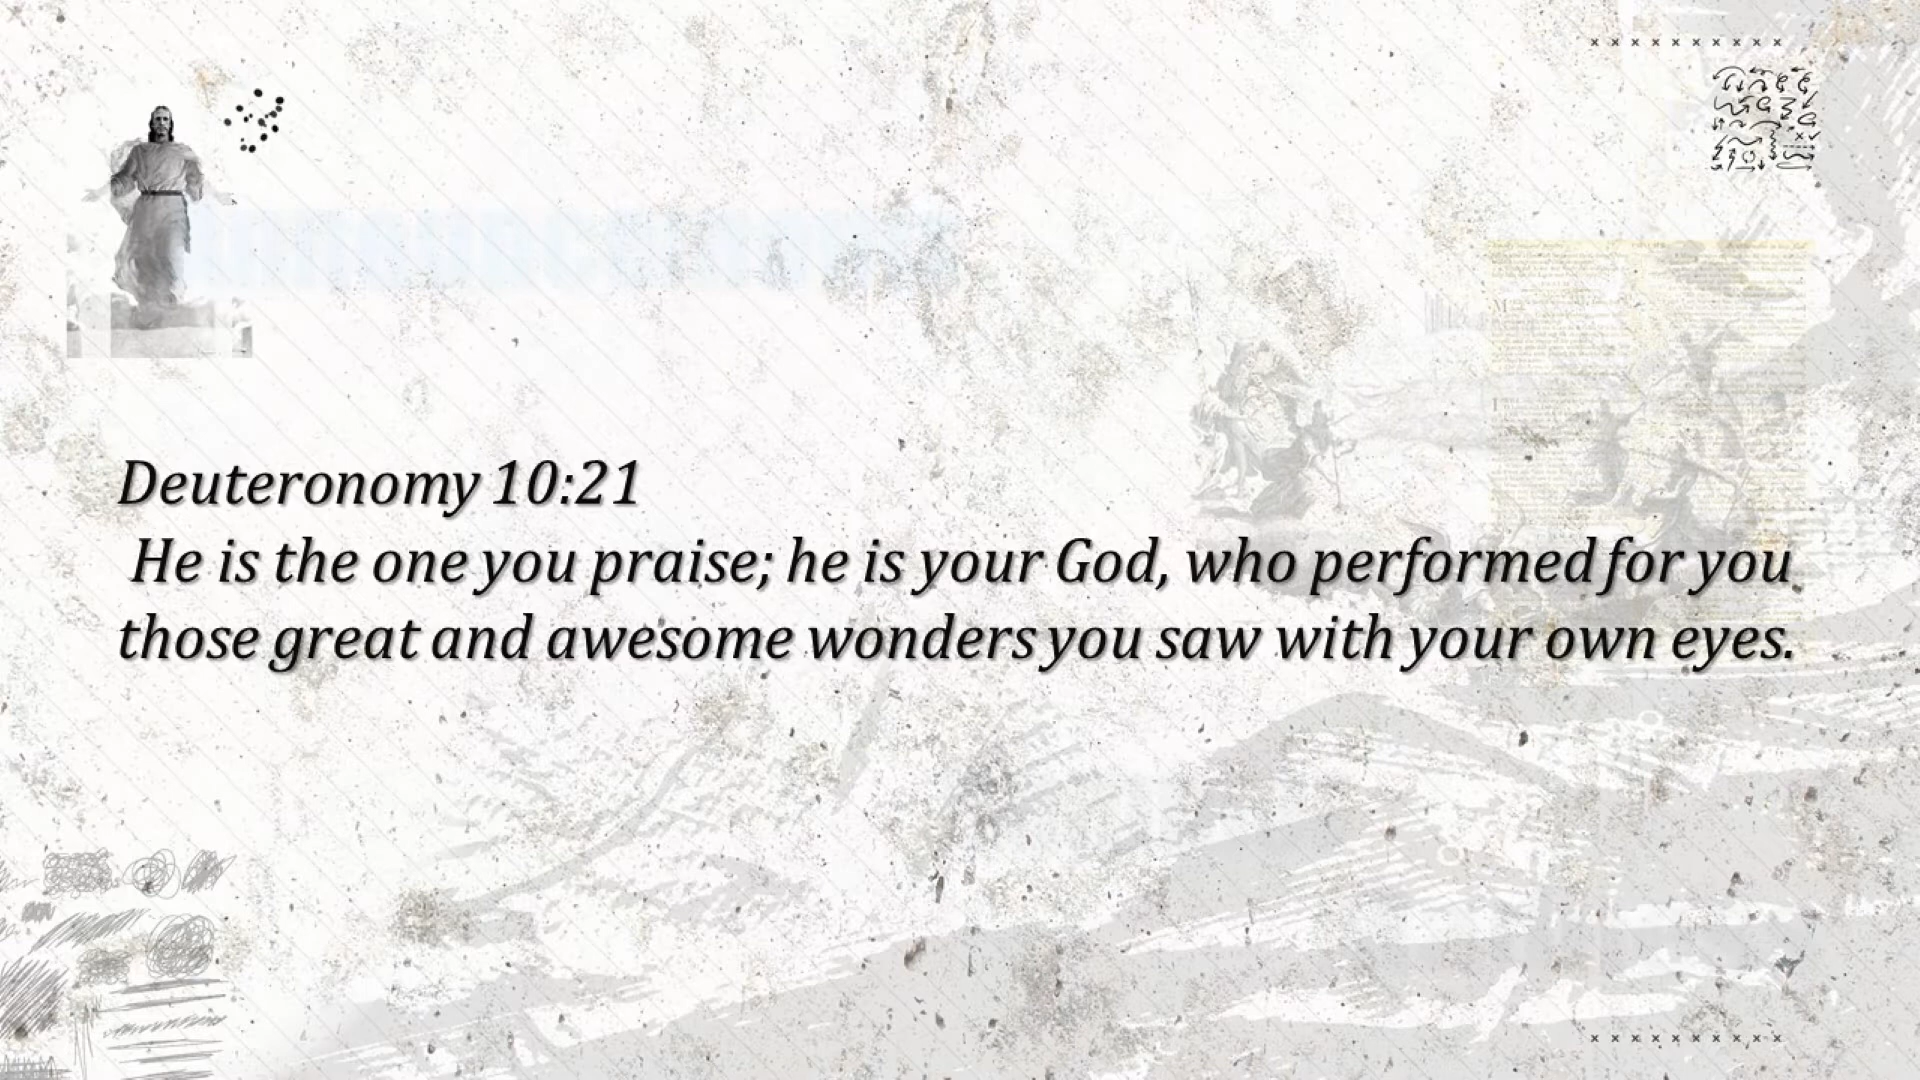 Deuteronomy 10:21
He is the one you praise; he is your God, who performed for you
those great and awesome wonders you saw with your own eyes.